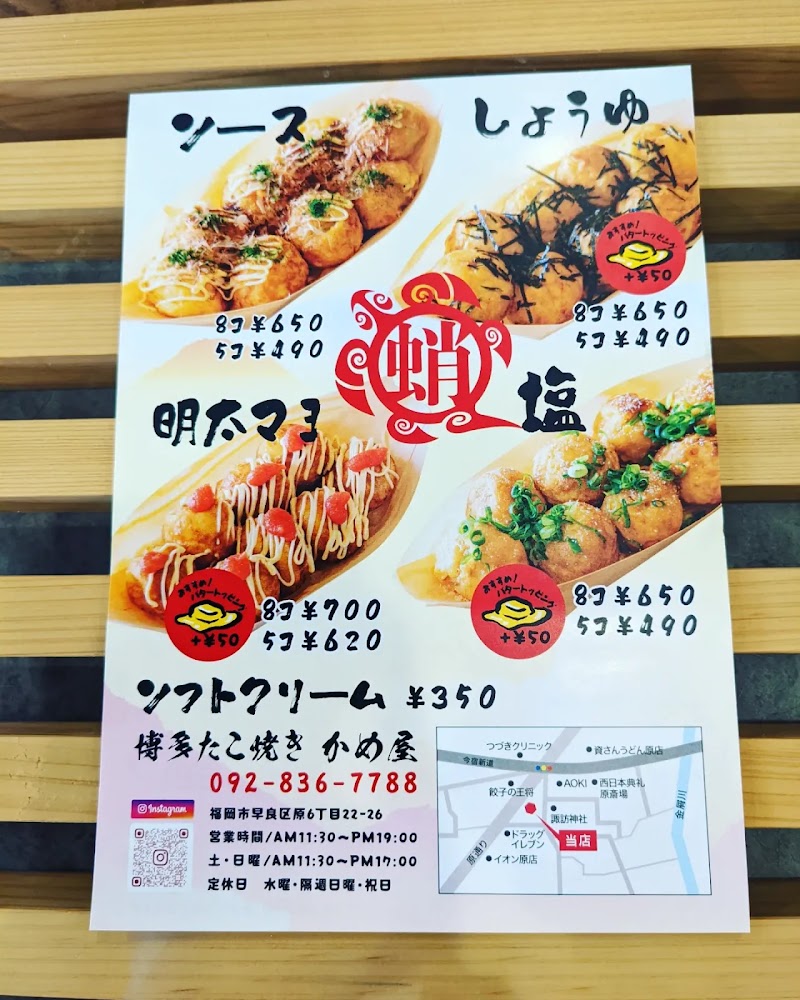 ソース
8コ ¥650
5コ ¥490
しょうゆ
おすすめ!
バタートッピング
+¥50
8コ ¥650
5コ ¥490
蛸
明太マヨ
おすすめ!
バタートッピング
+¥50
8コ ¥700
5コ ¥620
塩
おすすめ!
バタートッピング
+¥50
8コ ¥650
5コ ¥490
ソフトクリーム ¥350
博多たこ焼き かめ屋
092-836-7788
Instagram
福岡市早良区原6丁目22-26
営業時間/AM11:30〜PM19:00
土・日曜/AM11:30〜PM17:00
定休日 水曜・隔週日曜・祝日
つづきクリニック
資さんうどん原店
今宿新道
餃子の王将
AOKI
西日本典礼
原斎場
諏訪神社
金屑川
ドラッグ
イレブン
当店
原通り
イオン原店